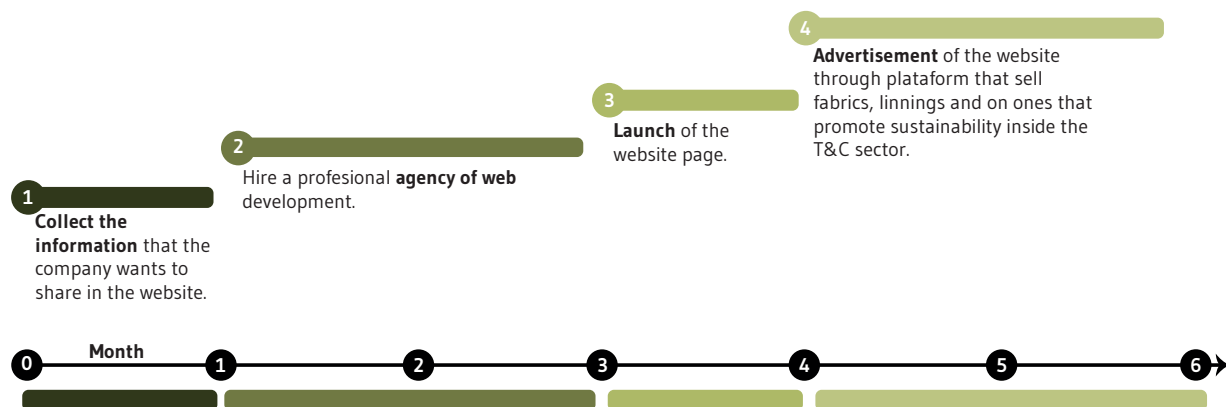 1
Collect the
information that the
company wants to
share in the website.
2
Hire a profesional agency of web
development.
3
Launch of the
website page.
4
Advertisement of the website
through plataform that sell
fabrics, linnings and on ones that
promote sustainability inside the
T&C sector.
Month
0 1 2 3 4 5 6